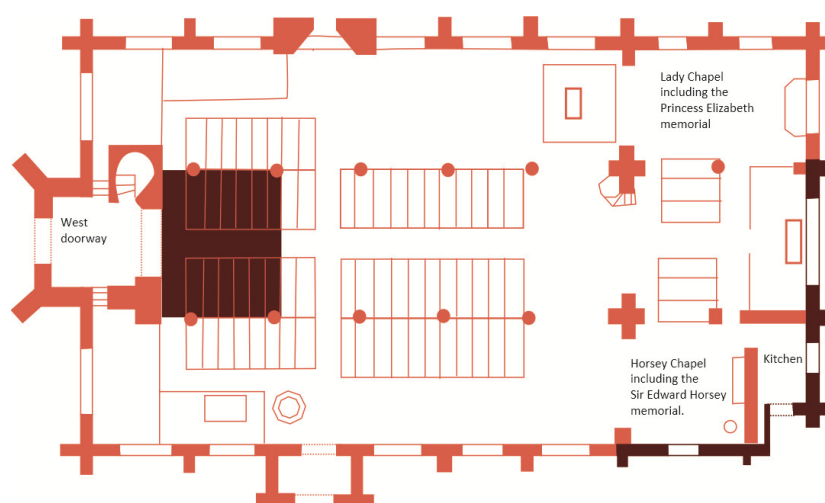 Lady Chapel
including the
Princess Elizabeth
memorial
West
doorway
Horsey Chapel
including the
Sir Edward Horsey
memorial.
Kitchen